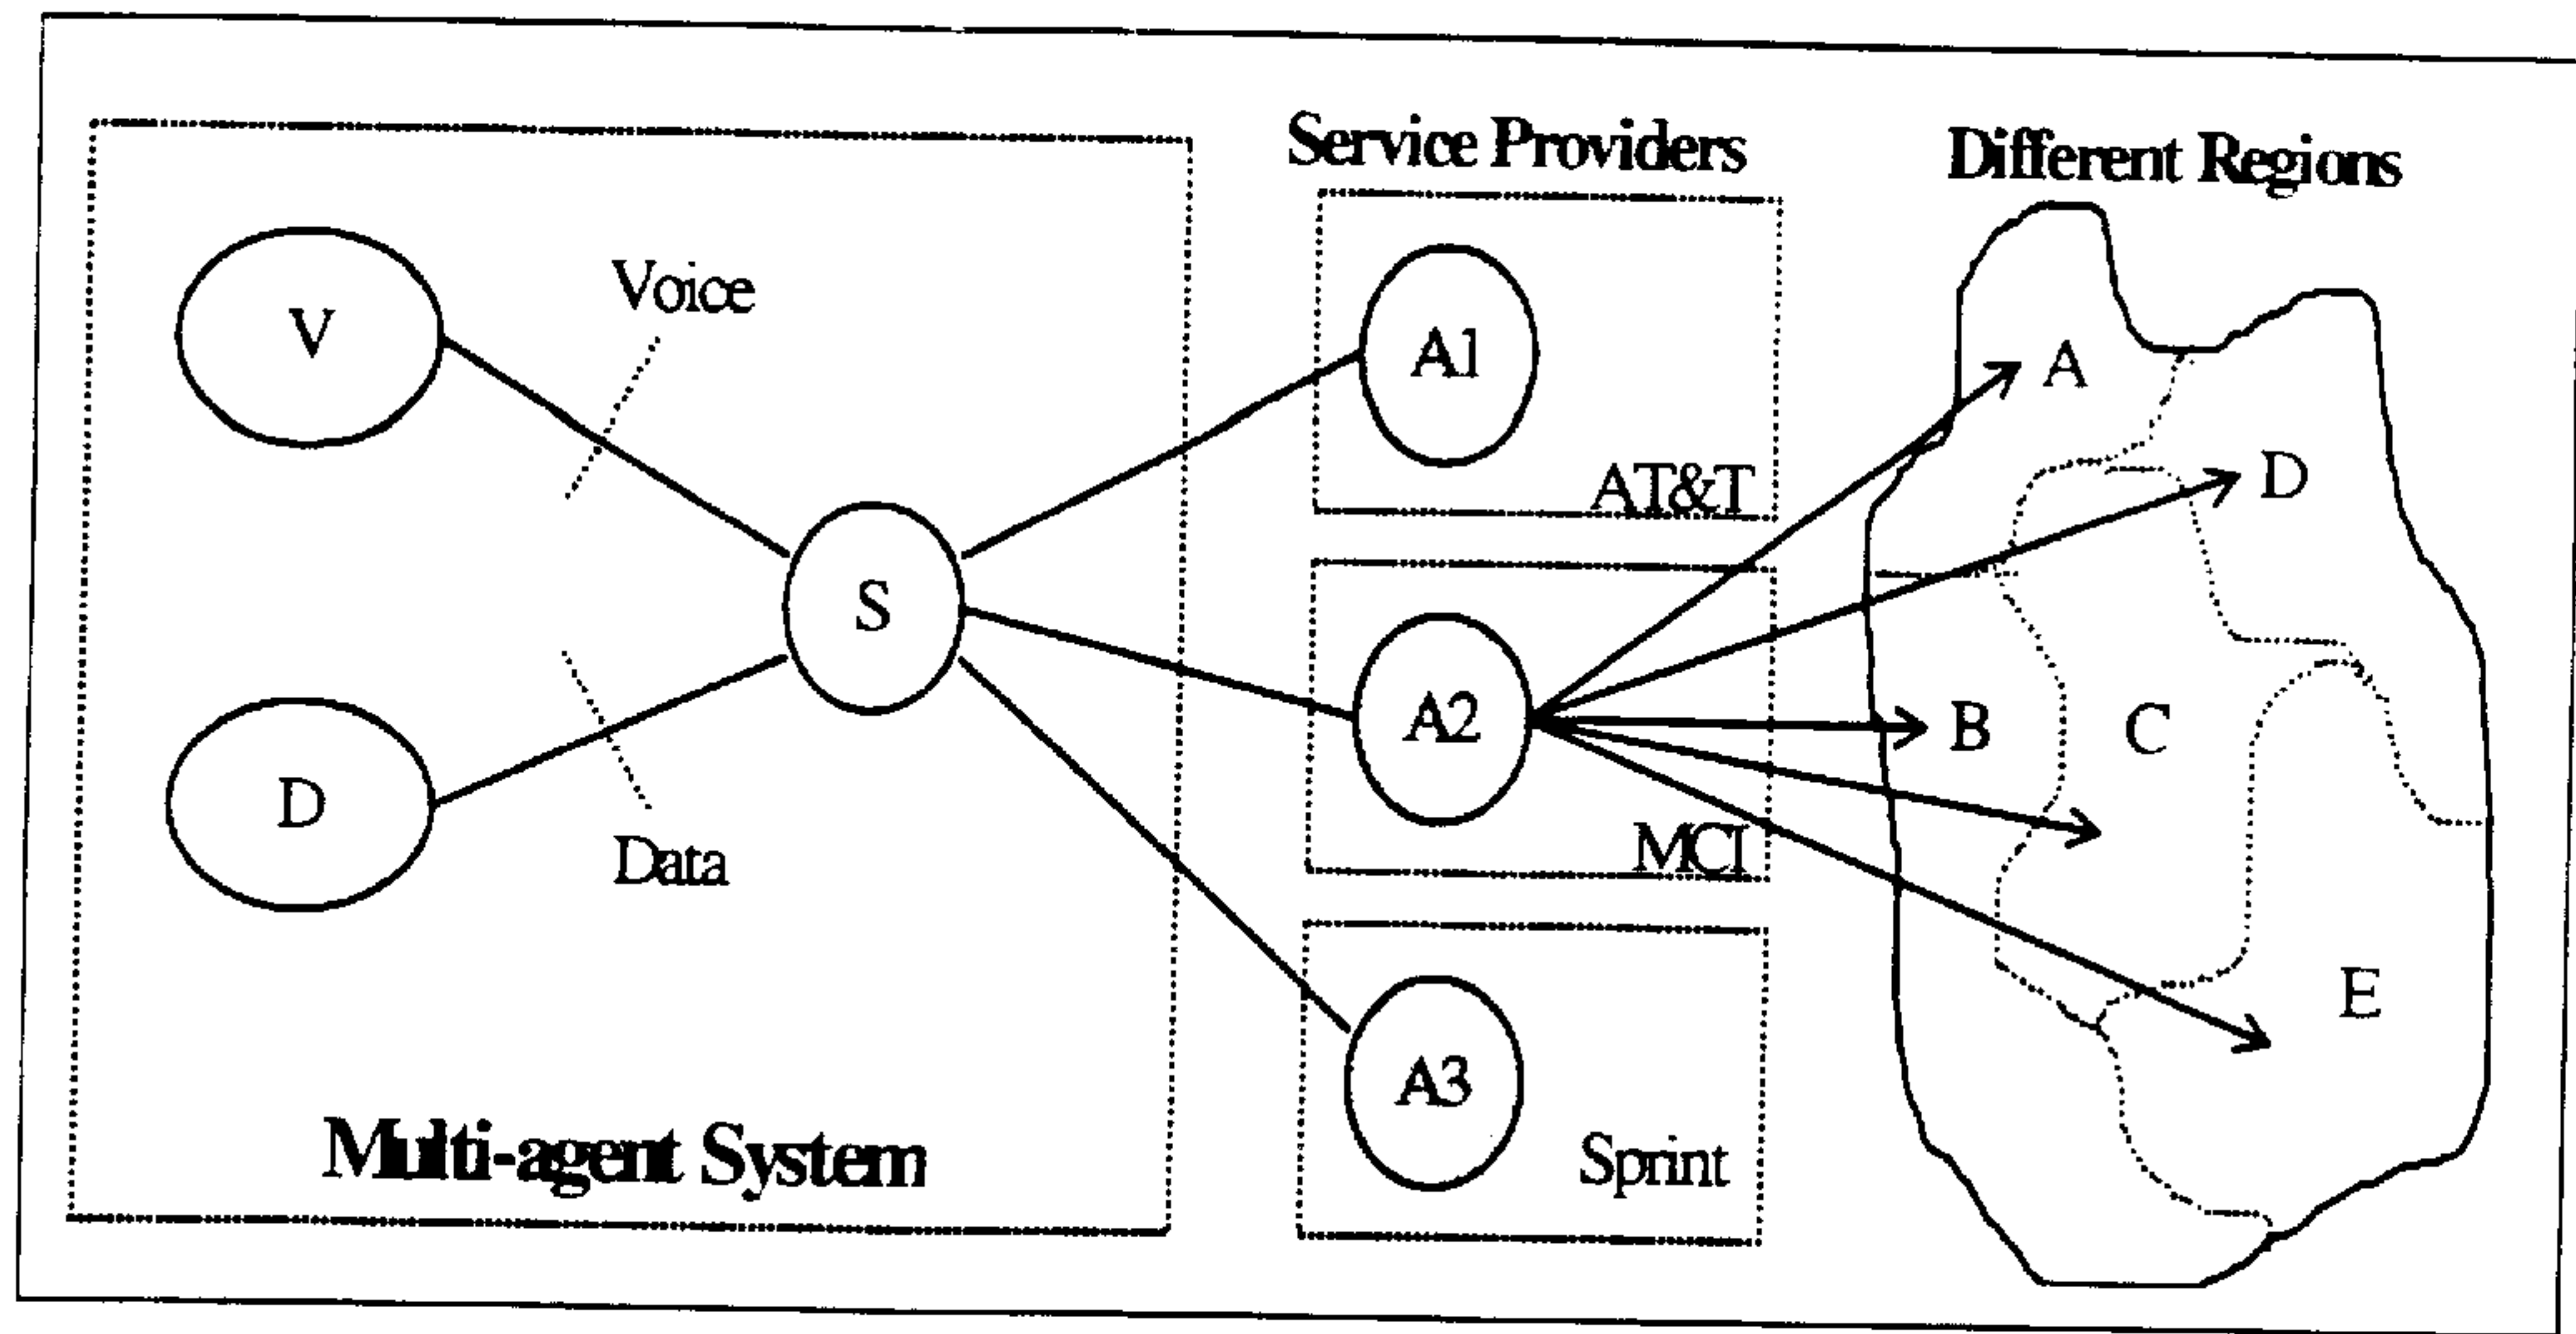 Service Providers
Different Regions
V
Voice
S
D
Data
Multi-agent System
A1
AT&T
A2
MCI
A3
Sprint
A
D
B
C
E